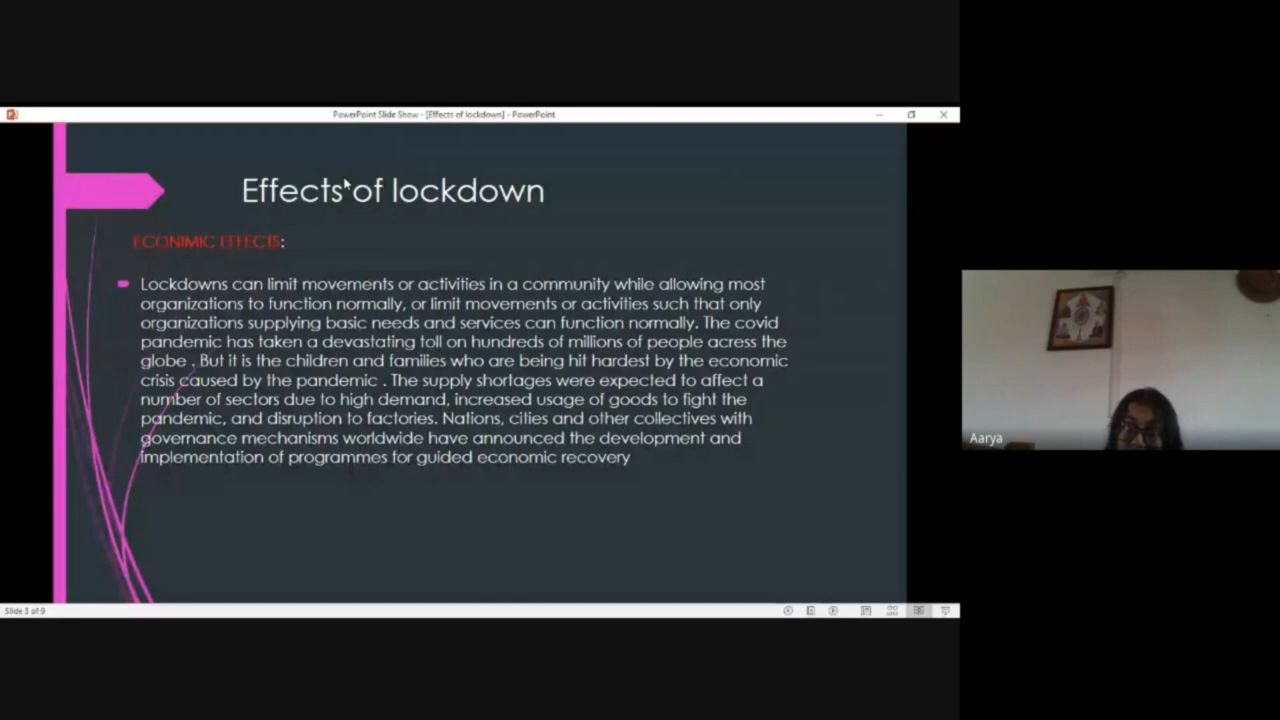 PowerPoint Slide Show - [Effects of lockdown] - PowerPoint
Effects of lockdown
ECONIMIC EFFECTS:
Lockdowns can limit movements or activities in a community while allowing most
organizations to function normally, or limit movements or activities such that only
organizations supplying basic needs and services can function normally. The covid
pandemic has taken a devastating toll on hundreds of millions of people across the
globe . But it is the children and families who are being hit hardest by the economic
crisis caused by the pandemic . The supply shortages were expected to affect a
number of sectors due to high demand, increased usage of goods to fight the
pandemic, and disruption to factories. Nations, cities and other collectives with
governance mechanisms worldwide have announced the development and
implementation of programmes for guided economic recovery
Slide 3 of 9
Aarya